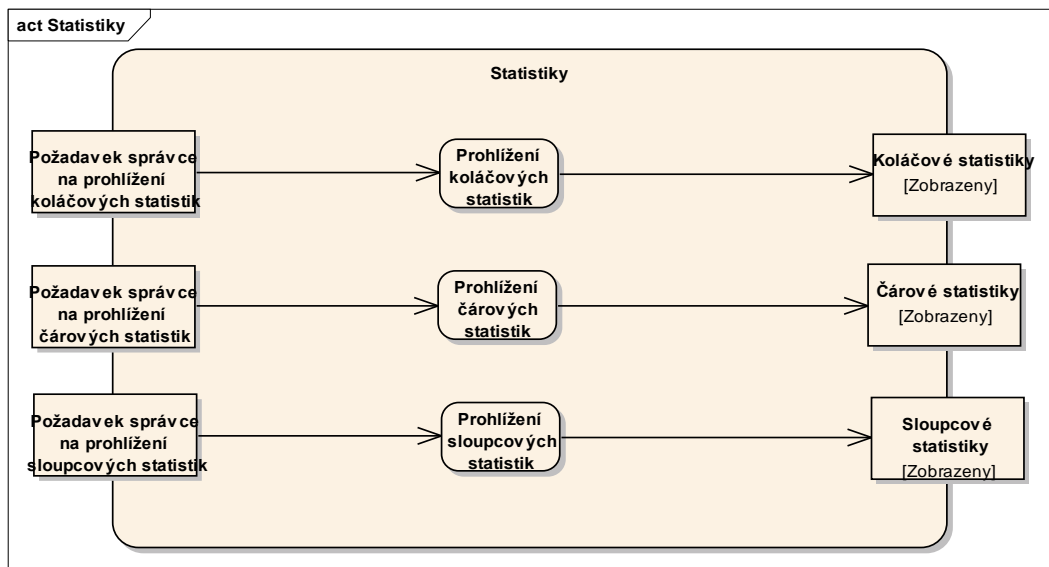 act Statistiky
Statistiky
Požadavek správce
na prohlížení
koláčových statistik
Prohlížení
koláčových
statistik
Koláčové statistiky
[Zobrazeny]
Požadavek správce
na prohlížení
čárových statistik
Prohlížení
čárových
statistik
Čárové statistiky
[Zobrazeny]
Požadavek správce
na prohlížení
sloupcových statistik
Prohlížení
sloupcových
statistik
Sloupcové
statistiky
[Zobrazeny]